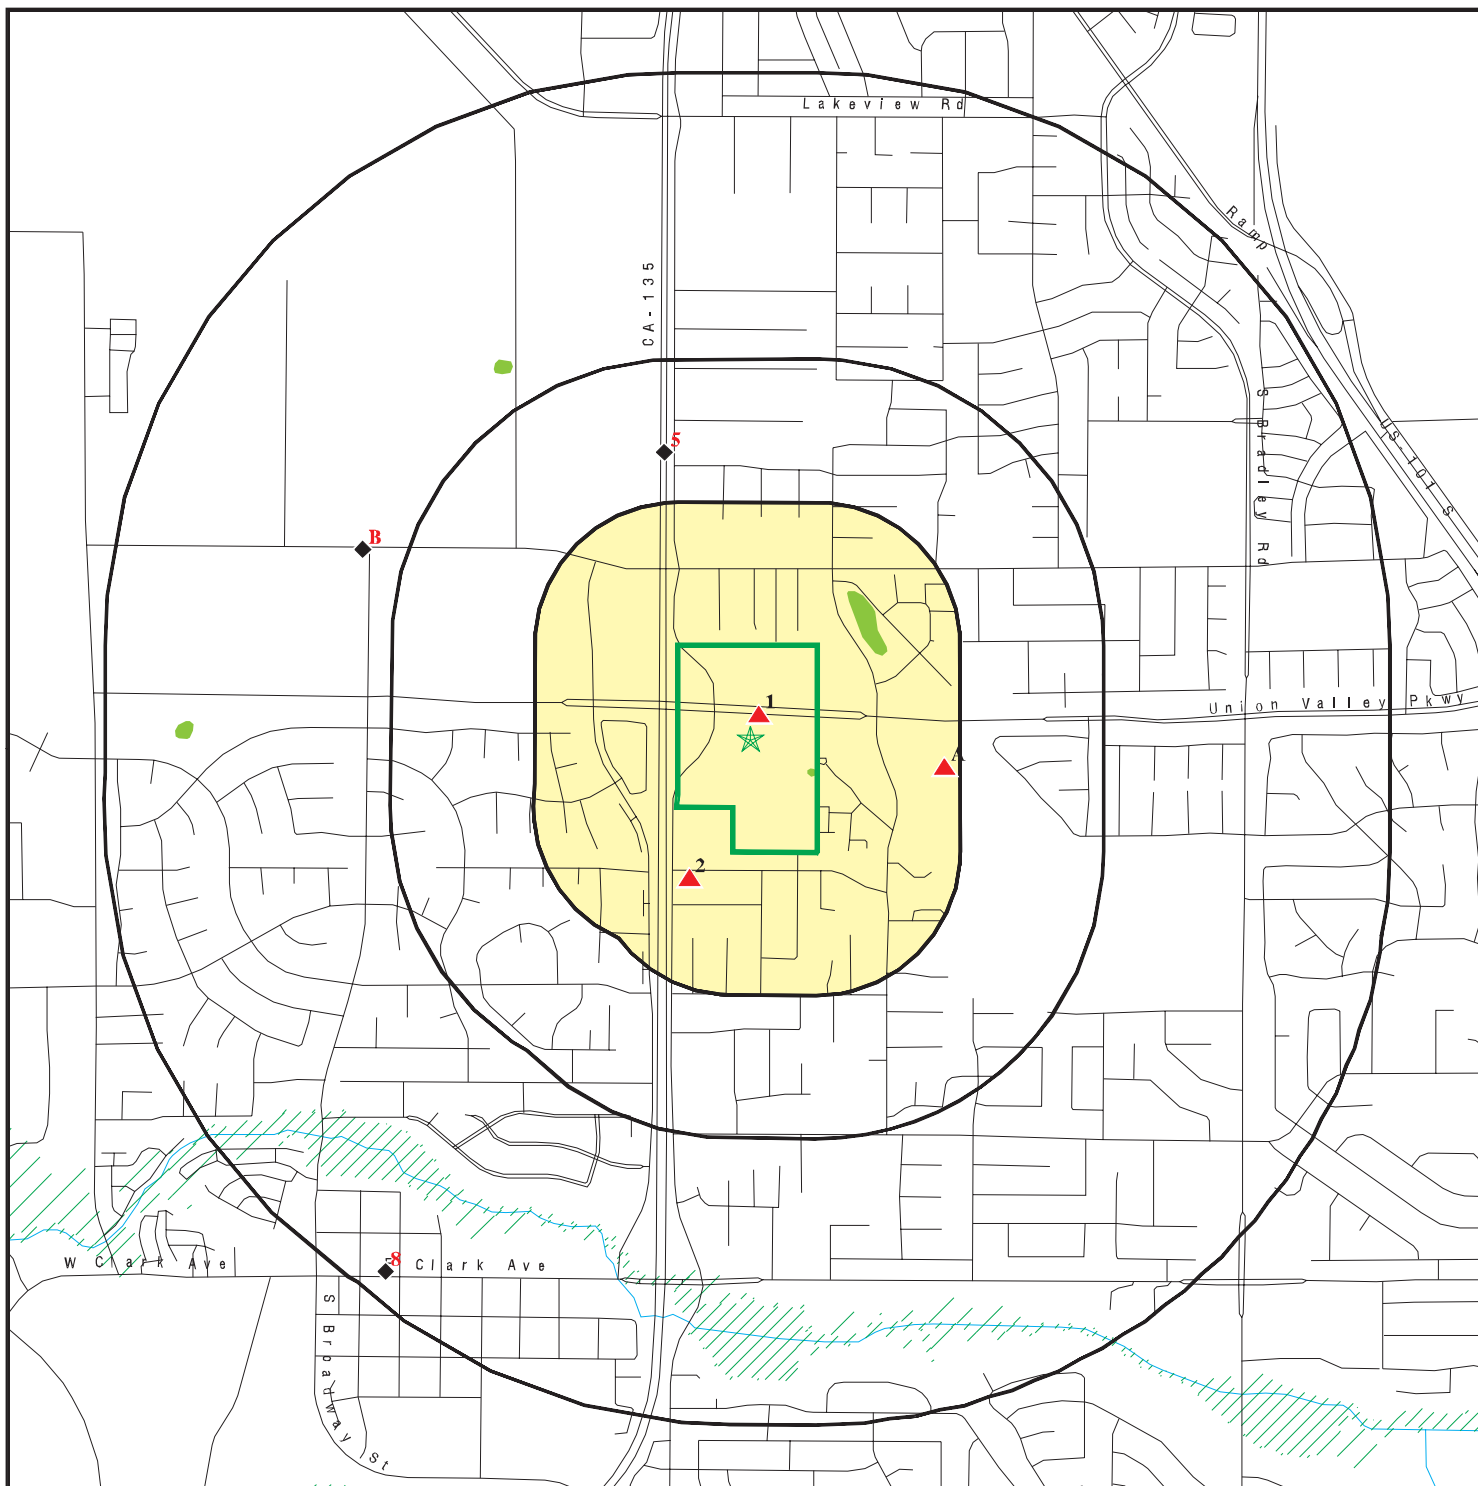 Lakeview Rd
Ramp
CA-135
S Bradley Rd
US-101 S
5
B
1
Union Valley Pkwy
A
2
W Clark Ave
8
Clark Ave
S Broadway St